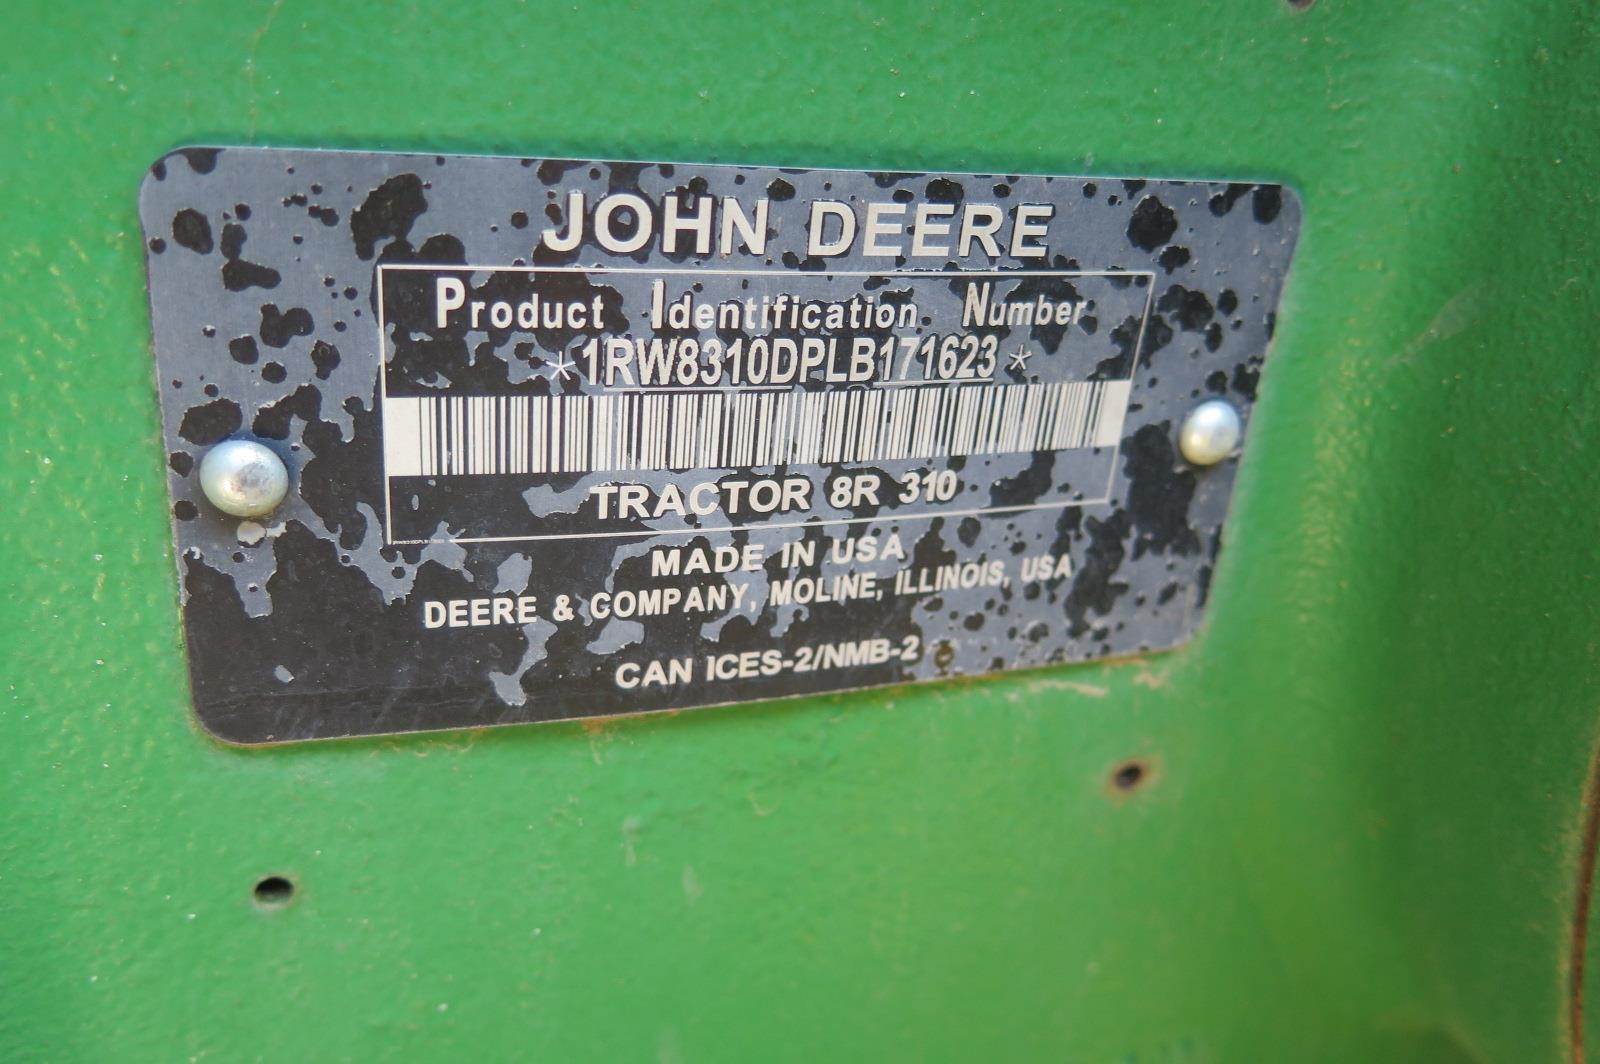 JOHN DEERE
Product Identification Number
*1RW8310DPLB171623*
TRACTOR 8R 310
MADE IN USA
DEERE & COMPANY, MOLINE, ILLINOIS, USA
CAN ICES-2/NMB-2